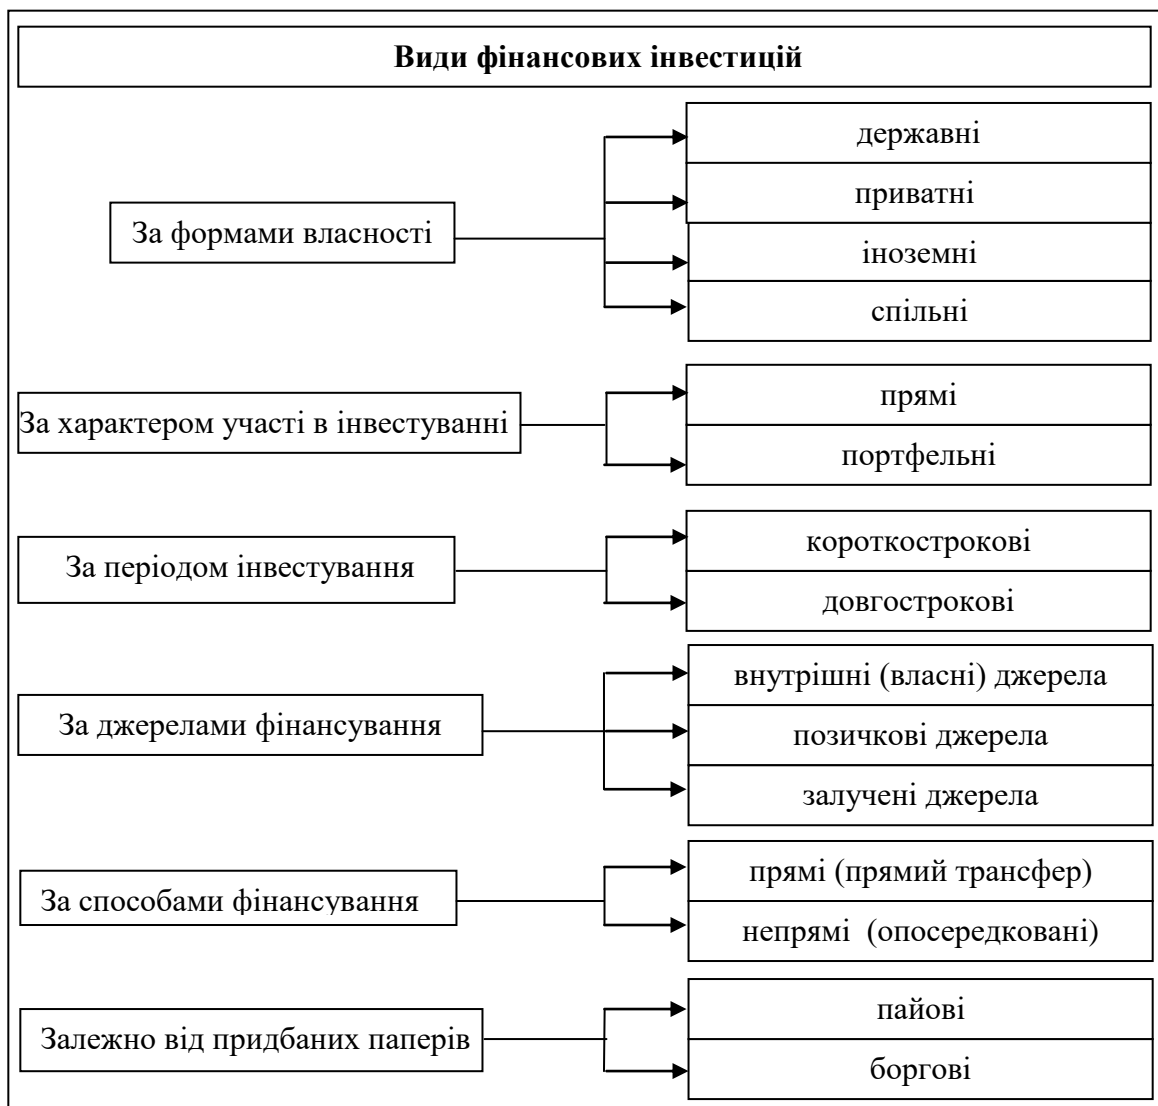 Види фінансових інвестицій
За формами власності
державні
приватні
іноземні
спільні
За характером участі в інвестуванні
прямі
портфельні
За періодом інвестування
короткострокові
довгострокові
За джерелами фінансування
внутрішні (власні) джерела
позичкові джерела
залучені джерела
За способами фінансування
прямі (прямий трансфер)
непрямі (опосередковані)
Залежно від придбаних паперів
пайові
боргові